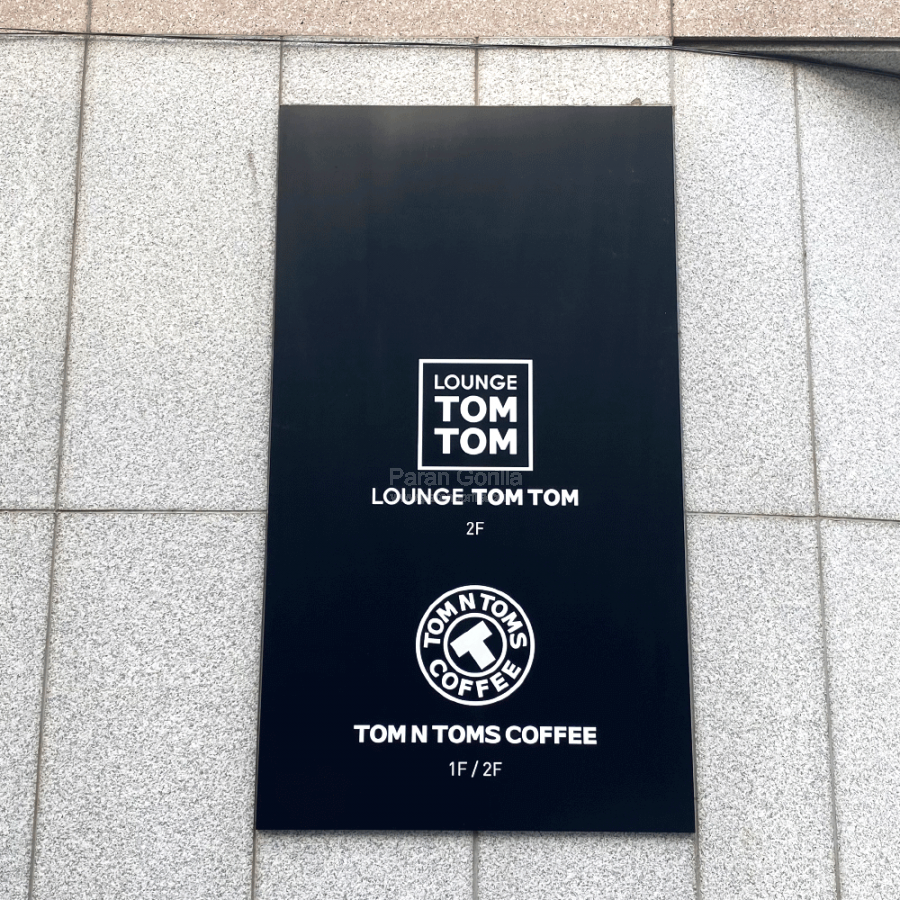 LOUNGE
TOM
TOM
Paran Gorilla
LOUNGE TOM TOM
2F
TOM N TOMS
T
COFFEE
TOM N TOMS COFFEE
1F / 2F